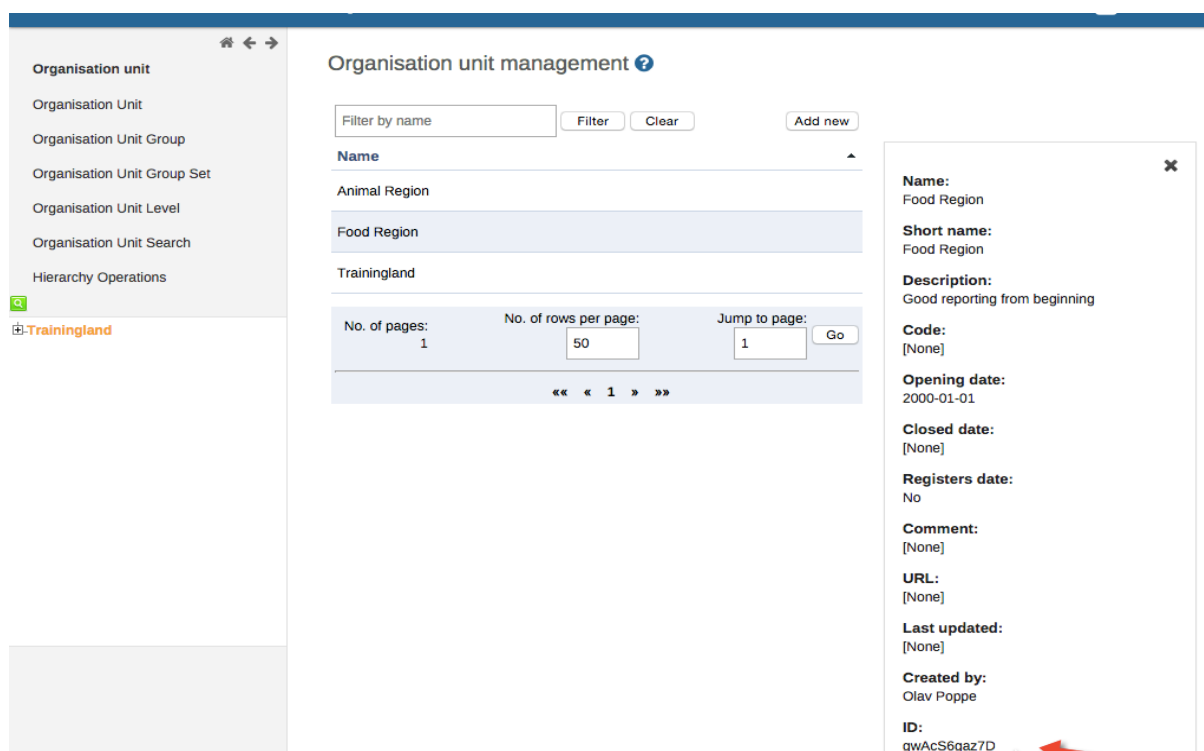 Organisation unit
Organisation Unit
Organisation Unit Group
Organisation Unit Group Set
Organisation Unit Level
Organisation Unit Search
Hierarchy Operations
Trainingland
Organisation unit management ?
Filter by name Filter Clear Add new
Name
Animal Region
Food Region
Trainingland
No. of pages: No. of rows per page: Jump to page:
1 50 1 Go
«« « 1 » »»
Name:
Food Region
Short name:
Food Region
Description:
Good reporting from beginning
Code:
[None]
Opening date:
2000-01-01
Closed date:
[None]
Registers date:
No
Comment:
[None]
URL:
[None]
Last updated:
[None]
Created by:
Olav Poppe
ID: